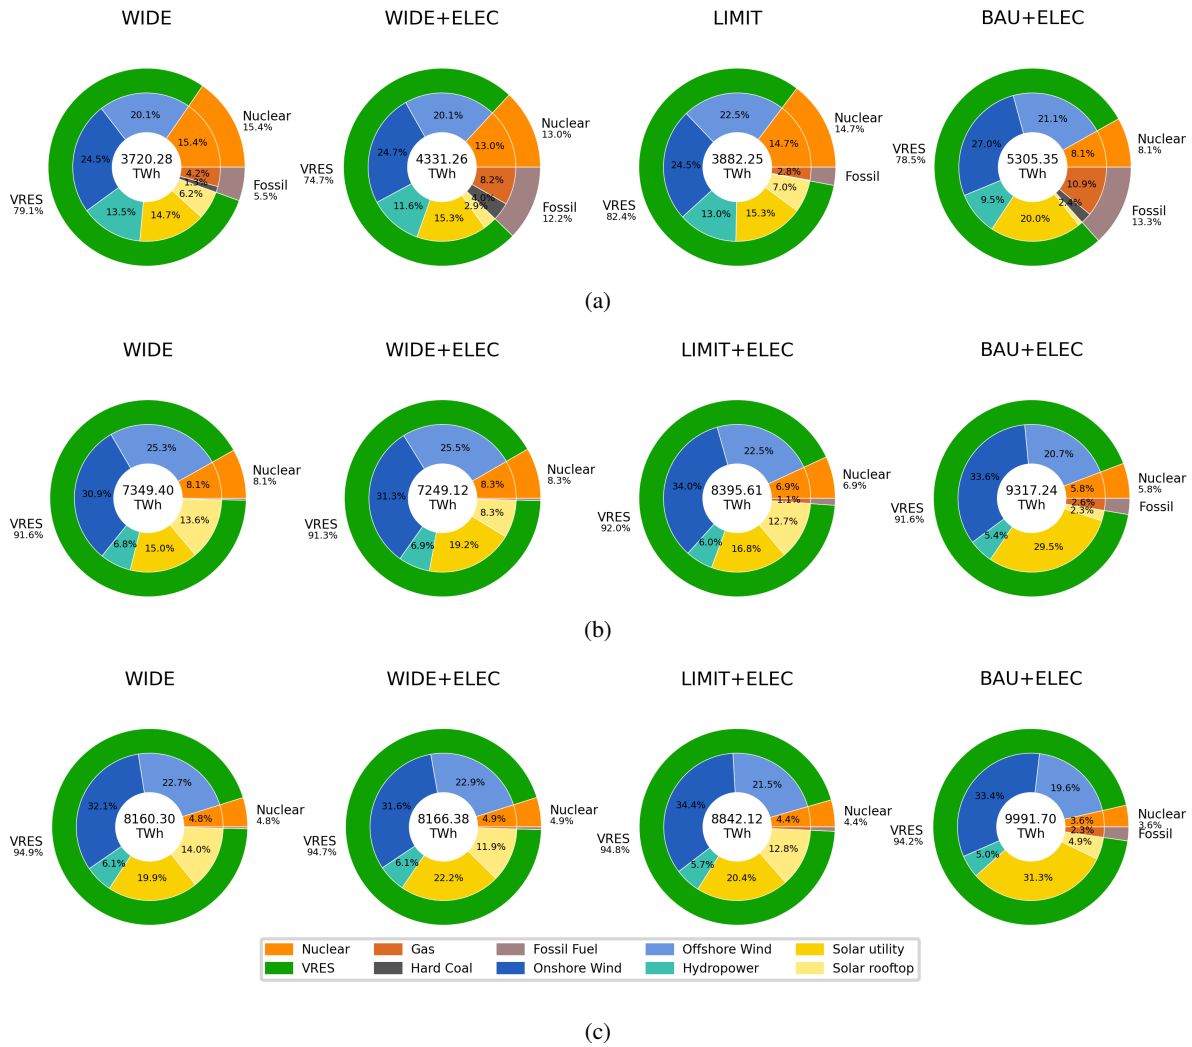 WIDE
WIDE+ELEC
LIMIT
BAU+ELEC
20.1%
15.4%
24.5%
4.2%
1.3%
6.2%
13.5%
14.7%
3720.28
TWh
Nuclear
15.4%
Fossil
5.5%
VRES
79.1%
20.1%
13.0%
24.7%
8.2%
4.0%
2.9%
11.6%
15.3%
4331.26
TWh
Nuclear
13.0%
Fossil
12.2%
VRES
74.7%
22.5%
14.7%
24.5%
2.8%
7.0%
13.0%
15.3%
3882.25
TWh
Nuclear
14.7%
Fossil
VRES
82.4%
21.1%
8.1%
27.0%
10.9%
2.4%
9.5%
20.0%
5305.35
TWh
Nuclear
8.1%
Fossil
13.3%
VRES
78.5%
(a)
WIDE
WIDE+ELEC
LIMIT+ELEC
BAU+ELEC
25.3%
8.1%
30.9%
13.6%
6.8%
15.0%
7349.40
TWh
Nuclear
8.1%
VRES
91.6%
25.5%
8.3%
31.3%
8.3%
6.9%
19.2%
7249.12
TWh
Nuclear
8.3%
VRES
91.3%
22.5%
6.9%
34.0%
1.1%
12.7%
6.0%
16.8%
8395.61
TWh
Nuclear
6.9%
VRES
92.0%
20.7%
5.8%
33.6%
2.6%
2.3%
5.4%
29.5%
9317.24
TWh
Nuclear
5.8%
Fossil
VRES
91.6%
(b)
WIDE
WIDE+ELEC
LIMIT+ELEC
BAU+ELEC
22.7%
4.8%
32.1%
14.0%
6.1%
19.9%
8160.30
TWh
Nuclear
4.8%
VRES
94.9%
22.9%
4.9%
31.6%
11.9%
6.1%
22.2%
8166.38
TWh
Nuclear
4.9%
VRES
94.7%
21.5%
4.4%
34.4%
12.8%
5.7%
20.4%
8842.12
TWh
Nuclear
4.4%
VRES
94.8%
19.6%
3.6%
33.4%
2.3%
4.9%
5.0%
31.3%
9991.70
TWh
Nuclear
3.6%
Fossil
VRES
94.2%
Nuclear
Gas
Fossil Fuel
Offshore Wind
Solar utility
VRES
Hard Coal
Onshore Wind
Hydropower
Solar rooftop
(c)